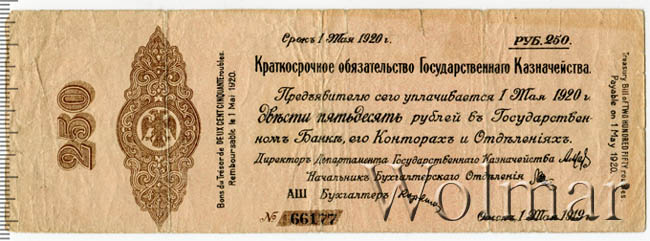 250
Bons du Trésor de DEUX CENT CINQUANTE roubles.
Remboursable le 1 Mai 1920.
Срокъ 1 Мая 1920 г.
РУБ. 250.
Краткосрочное обязательство Государственнаго Казначейства.
Предъявителю сего уплачивается 1 Мая 1920 г.
двѣсти пятьдесятъ рублей въ Государствен-
номъ Банкѣ, его Конторахъ и Отдѣленіяхъ.
Директоръ Департамента Государственнаго Казначейства
Начальникъ Бухгалтерскаго Отдѣленія
АШ Бухгалтеръ
№ 66177
Омскъ 1 Мая 1919 г.
Treasury Bill of TWO HUNDRED FIFTY roubles
Payable on 1 May 1920.
Wolmar